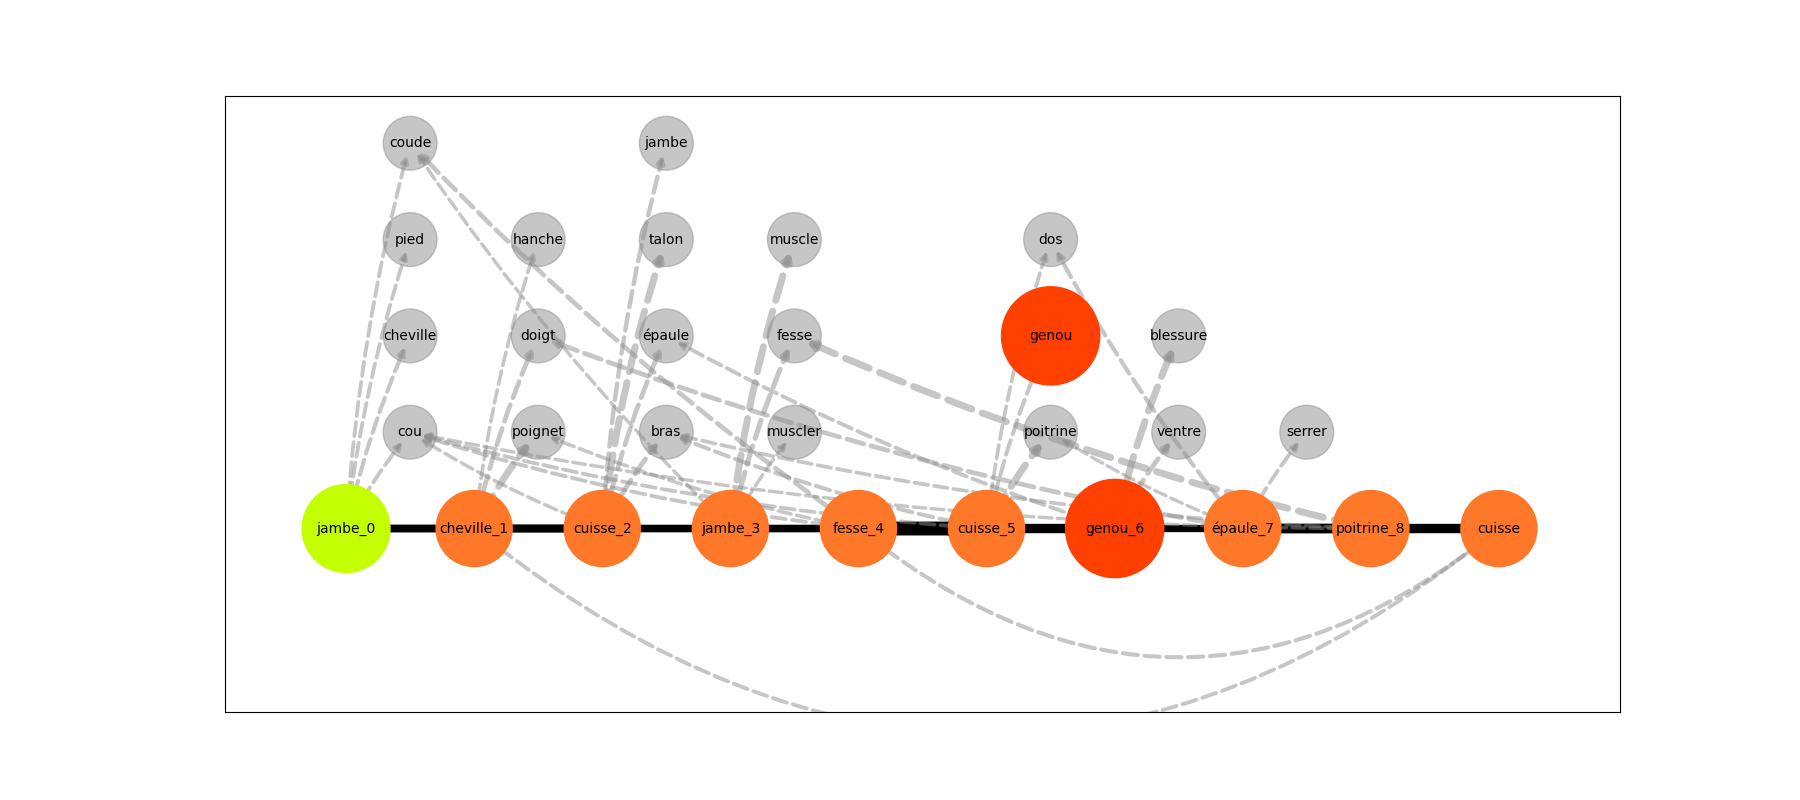 coude
jambe
pied
hanche
talon
muscle
dos
cheville
doigt
épaule
fesse
genou
blessure
cou
poignet
bras
muscler
poitrine
ventre
serrer
jambe_0
cheville_1
cuisse_2
jambe_3
fesse_4
cuisse_5
genou_6
épaule_7
poitrine_8
cuisse